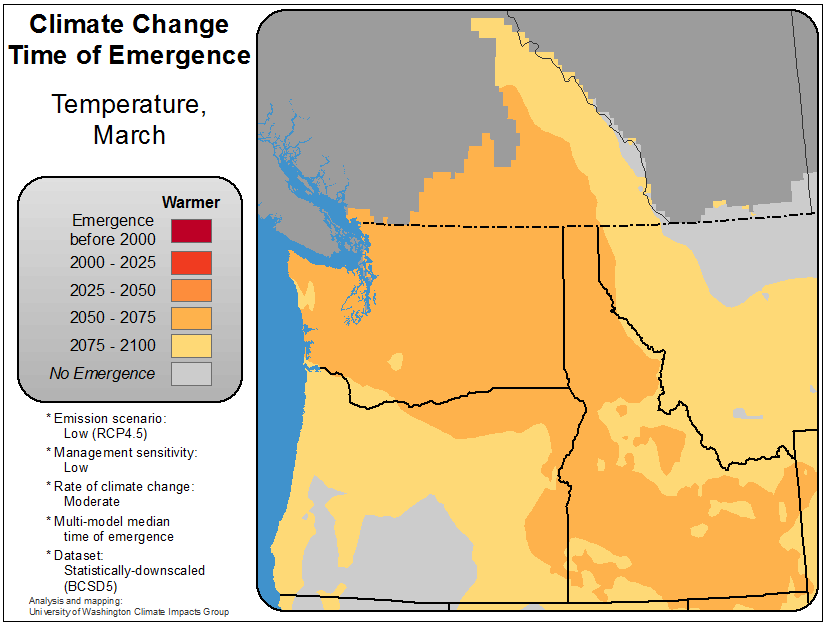 Climate Change
Time of Emergence
Temperature,
March
Warmer
Emergence
before 2000
2000 - 2025
2025 - 2050
2050 - 2075
2075 - 2100
No Emergence
* Emission scenario:
Low (RCP4.5)
* Management sensitivity:
Low
* Rate of climate change:
Moderate
* Multi-model median
time of emergence
* Dataset:
Statistically-downscaled
(BCSD5)
Analysis and mapping:
University of Washington Climate Impacts Group